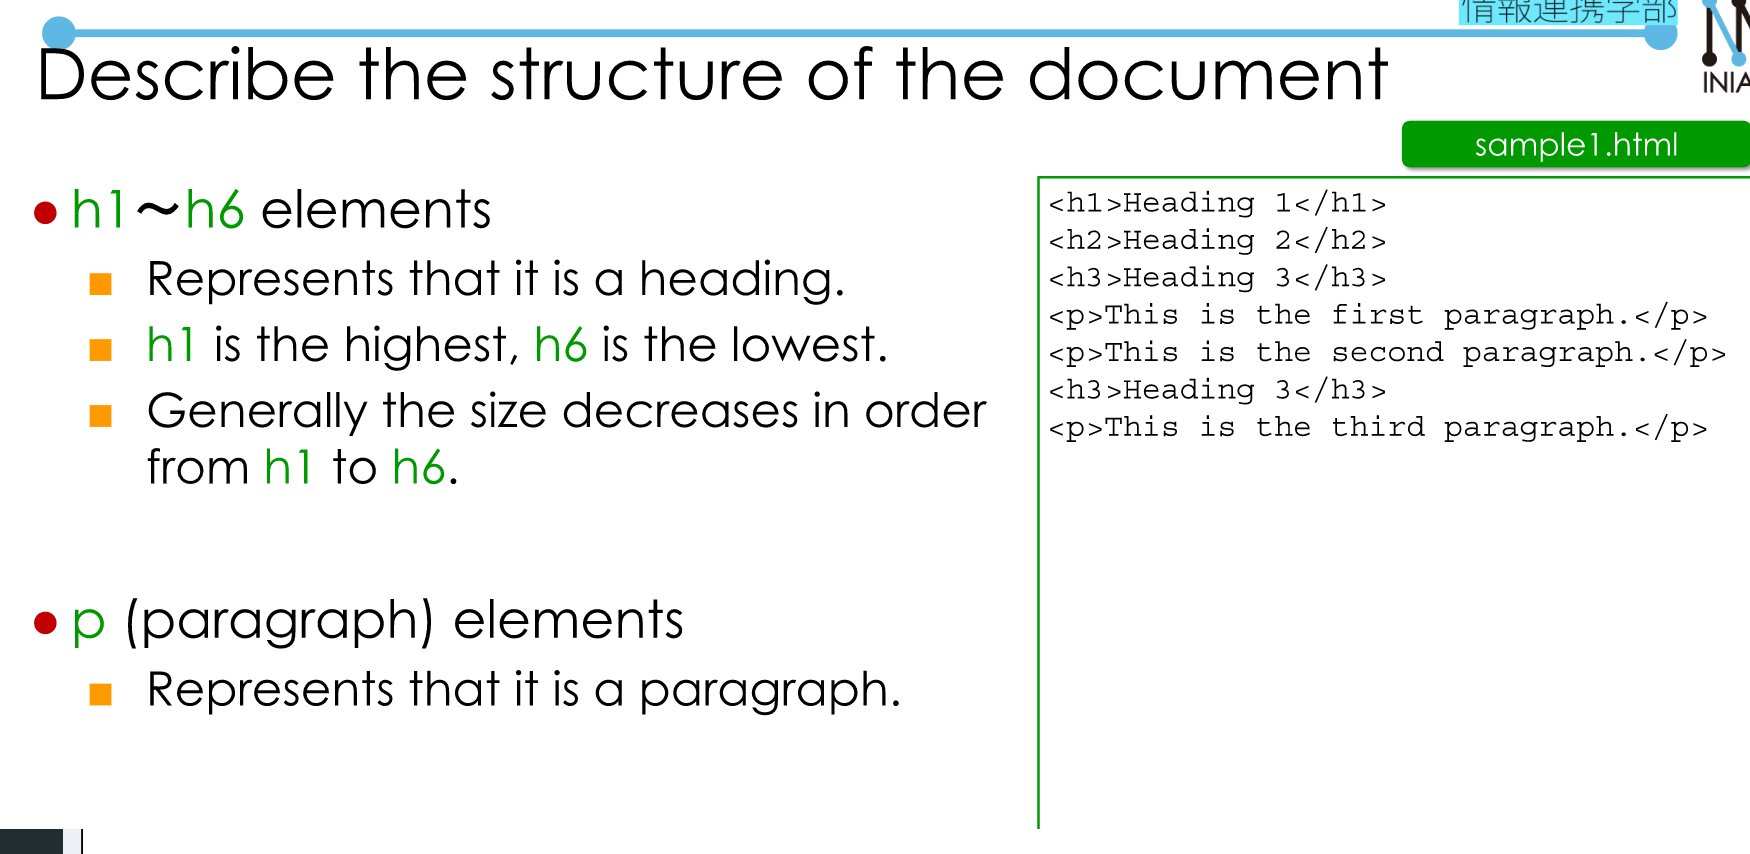 情報連携学部
INIA
Describe the structure of the document
sample1.html
h1～h6 elements
Represents that it is a heading.
h1 is the highest, h6 is the lowest.
Generally the size decreases in order
from h1 to h6.
p (paragraph) elements
Represents that it is a paragraph.
<h1>Heading 1</h1>
<h2>Heading 2</h2>
<h3>Heading 3</h3>
<p>This is the first paragraph.</p>
<p>This is the second paragraph.</p>
<h3>Heading 3</h3>
<p>This is the third paragraph.</p>